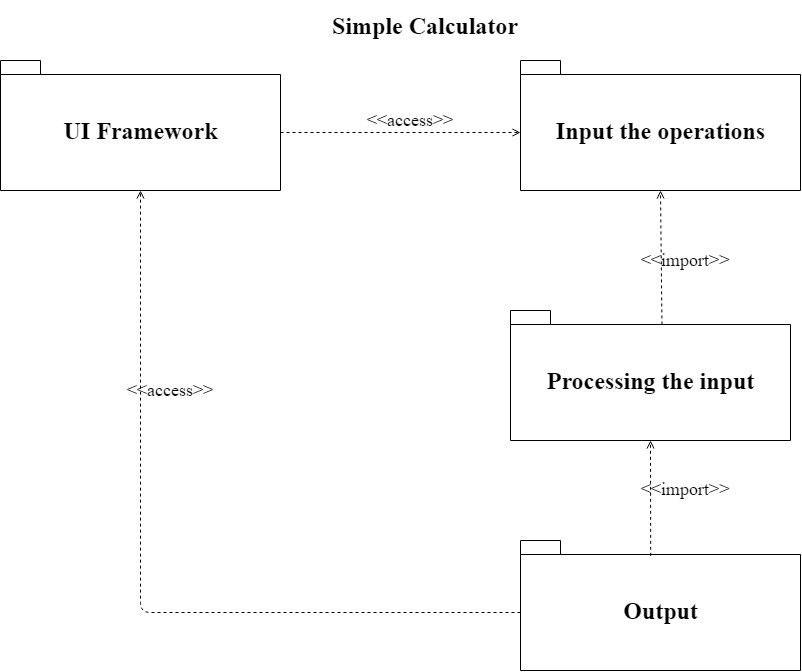 Simple Calculator
UI Framework
<<access>>
Input the operations
<<import>>
Processing the input
<<access>>
<<import>>
Output